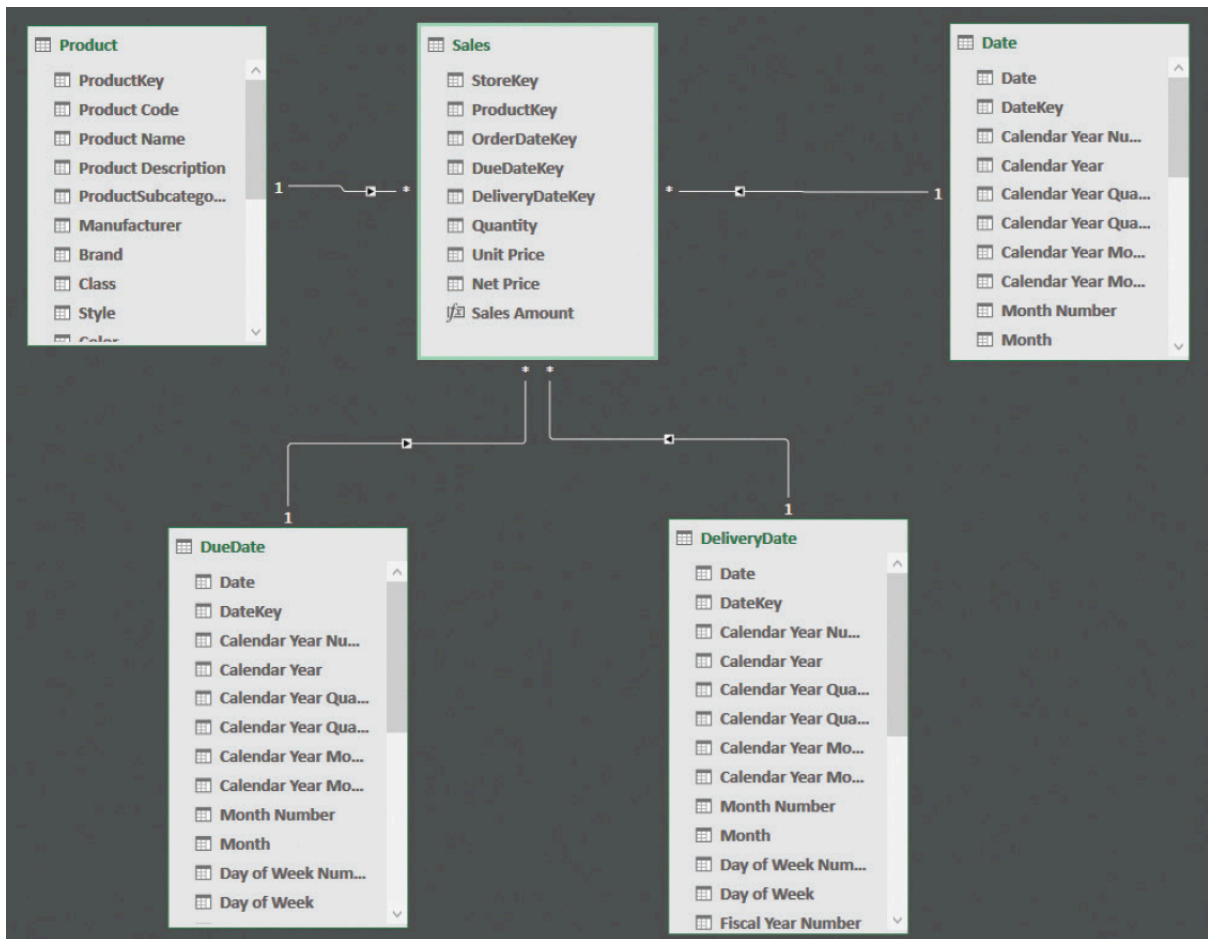 Product
ProductKey
Product Code
Product Name
Product Description
ProductSubcatego...
Manufacturer
Brand
Class
Style
Color
1
*
Sales
StoreKey
ProductKey
OrderDateKey
DueDateKey
DeliveryDateKey
Quantity
Unit Price
Net Price
Sales Amount
*
1
Date
Date
DateKey
Calendar Year Nu...
Calendar Year
Calendar Year Qua...
Calendar Year Qua...
Calendar Year Mo...
Calendar Year Mo...
Month Number
Month
* *
1
DueDate
Date
DateKey
Calendar Year Nu...
Calendar Year
Calendar Year Qua...
Calendar Year Qua...
Calendar Year Mo...
Calendar Year Mo...
Month Number
Month
Day of Week Num...
Day of Week
1
DeliveryDate
Date
DateKey
Calendar Year Nu...
Calendar Year
Calendar Year Qua...
Calendar Year Qua...
Calendar Year Mo...
Calendar Year Mo...
Month Number
Month
Day of Week Num...
Day of Week
Fiscal Year Number